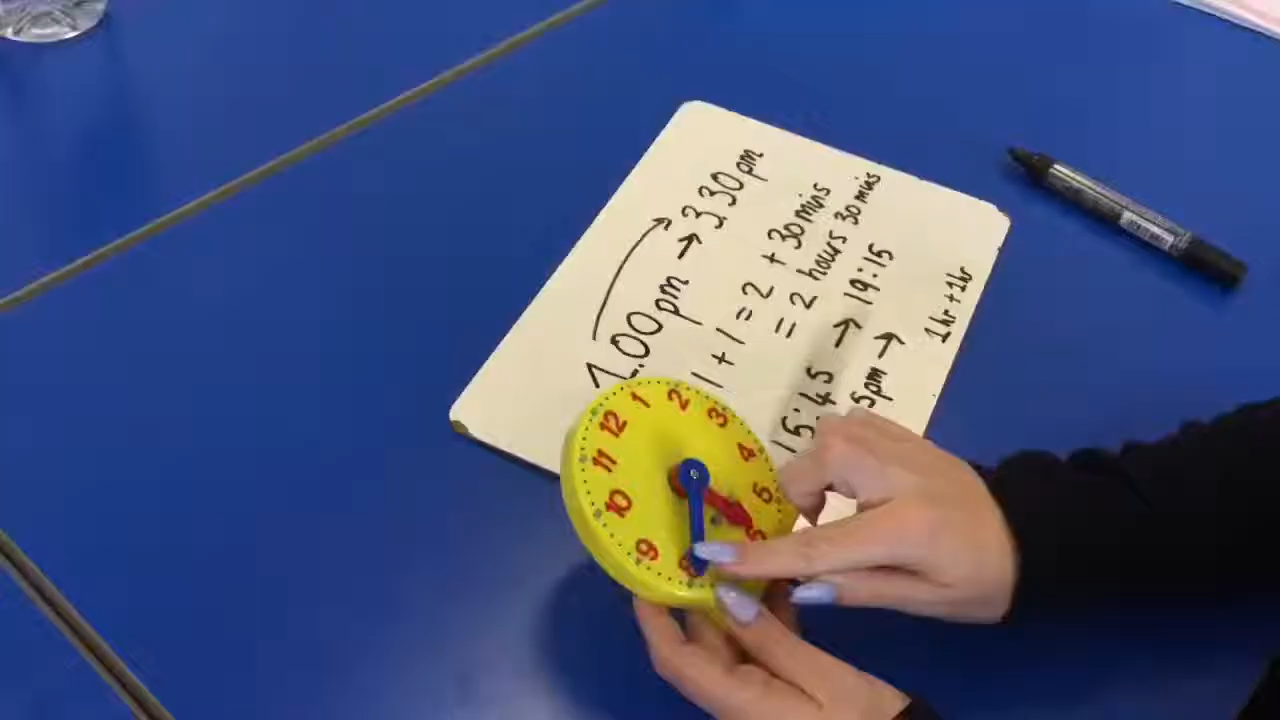 1.00pm → 3.30pm
1 + 1 = 2 + 30 mins
= 2 hours 30 mins
15:45 → 19:15
5pm →
1hr + 1hr
12
1
2
3
4
5
6
8
9
10
11